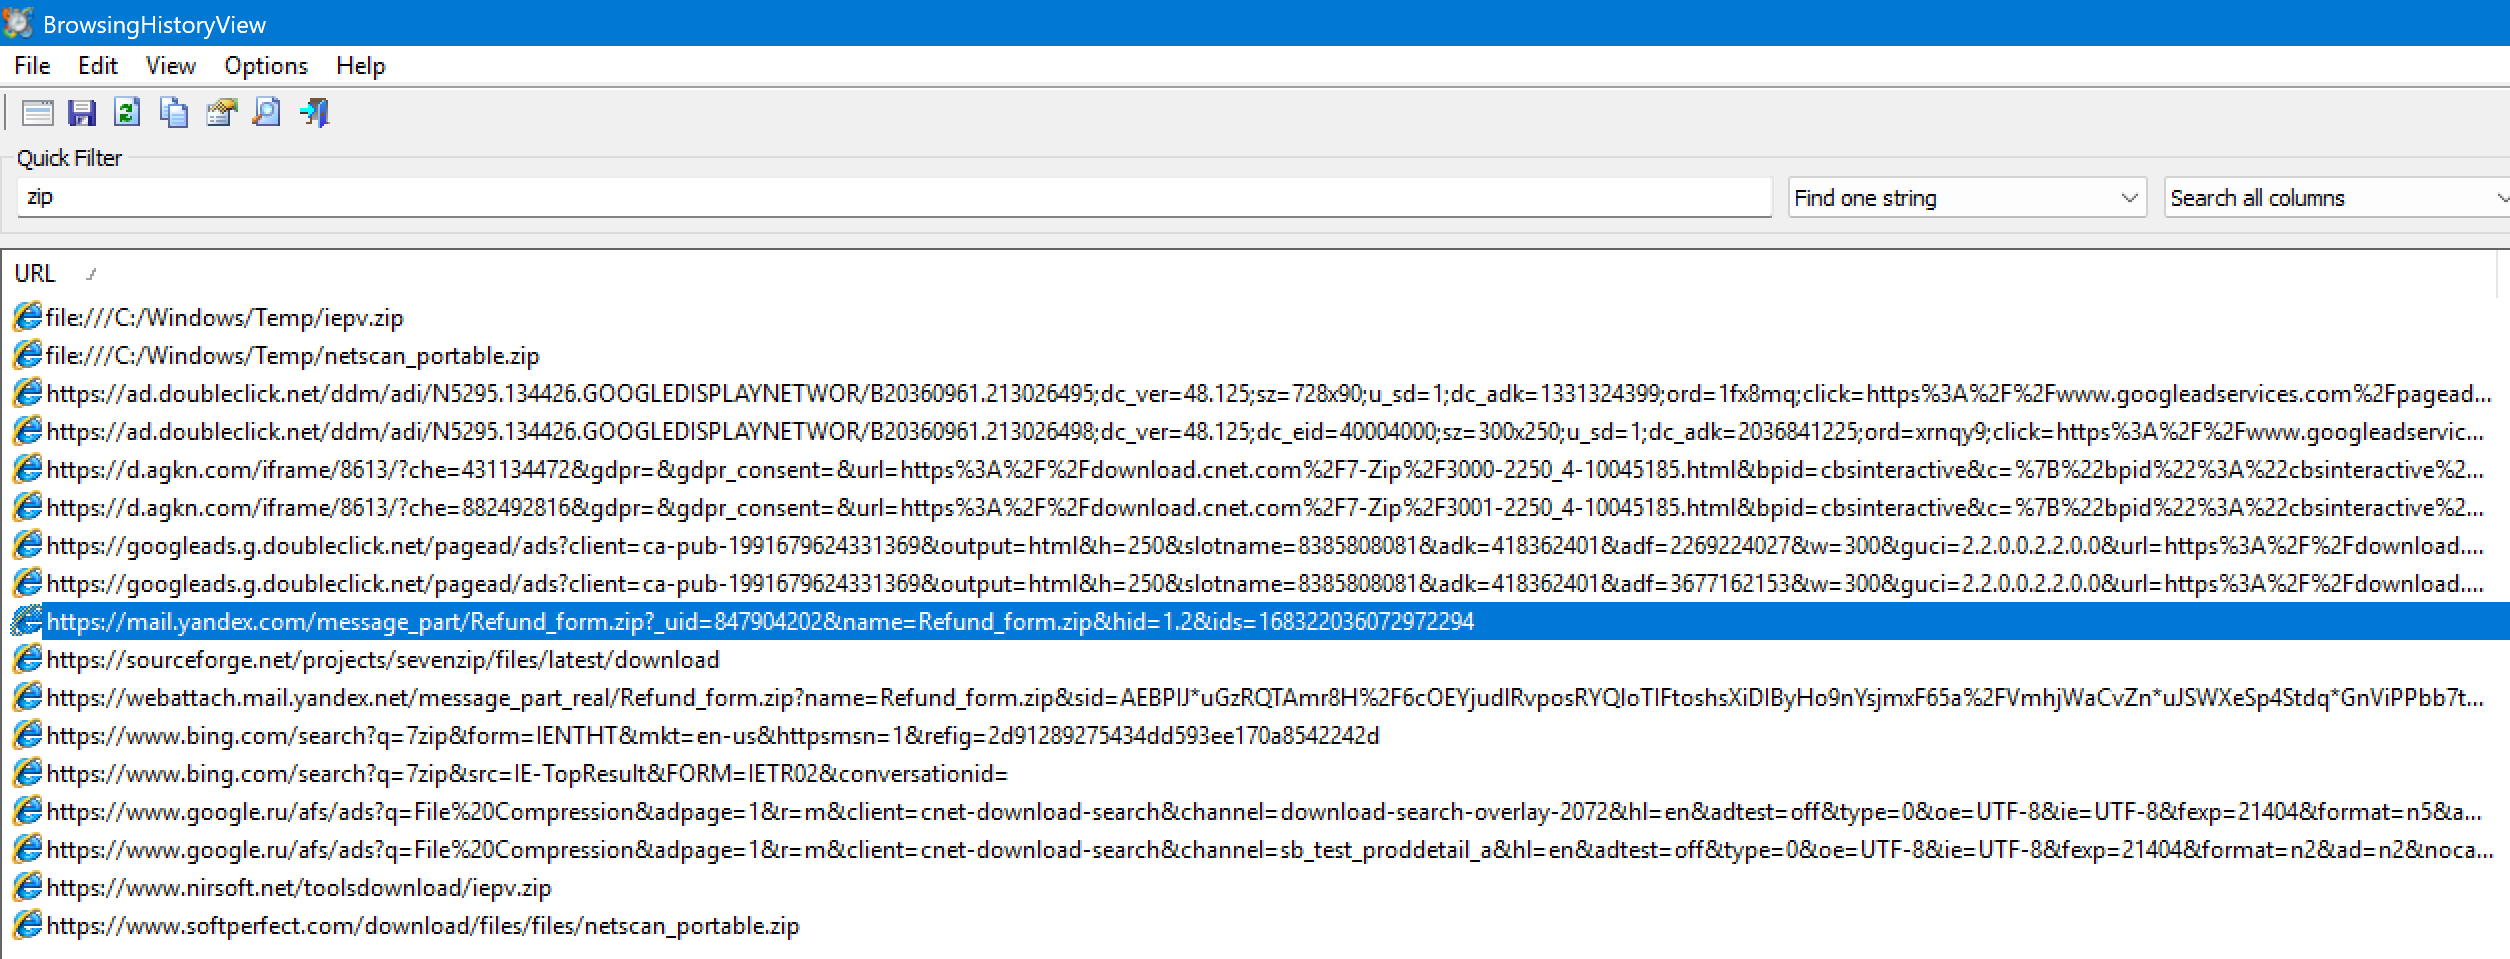 BrowsingHistoryView
File Edit View Options Help
Quick Filter
zip Find one string Search all columns
URL
file:///C:/Windows/Temp/iepv.zip
file:///C:/Windows/Temp/netscan_portable.zip
https://ad.doubleclick.net/ddm/adi/N5295.134426.GOOGLEDISPLAYNETWOR/B20360961.213026495;dc_ver=48.125;sz=728x90;u_sd=1;dc_adk=1331324399;ord=1fx8mq;click=https%3A%2F%2Fwww.googleadservices.com%2Fpagead...
https://ad.doubleclick.net/ddm/adi/N5295.134426.GOOGLEDISPLAYNETWOR/B20360961.213026498;dc_ver=48.125;dc_eid=40004000;sz=300x250;u_sd=1;dc_adk=2036841225;ord=xrnqy9;click=https%3A%2F%2Fwww.googleadservic...
https://d.agkn.com/iframe/8613/?che=431134472&gdpr=&gdpr_consent=&url=https%3A%2F%2Fdownload.cnet.com%2F7-Zip%2F3000-2250_4-10045185.html&bpid=cbsinteractive&c=%7B%22bpid%22%3A%22cbsinteractive%2...
https://d.agkn.com/iframe/8613/?che=882492816&gdpr=&gdpr_consent=&url=https%3A%2F%2Fdownload.cnet.com%2F7-Zip%2F3001-2250_4-10045185.html&bpid=cbsinteractive&c=%7B%22bpid%22%3A%22cbsinteractive%2...
https://googleads.g.doubleclick.net/pagead/ads?client=ca-pub-1991679624331369&output=html&h=250&slotname=8385808081&adk=418362401&adf=2269224027&w=300&guci=2.2.0.0.2.2.0.0&url=https%3A%2F%2Fdownload....
https://googleads.g.doubleclick.net/pagead/ads?client=ca-pub-1991679624331369&output=html&h=250&slotname=8385808081&adk=418362401&adf=3677162153&w=300&guci=2.2.0.0.2.2.0.0&url=https%3A%2F%2Fdownload....
https://mail.yandex.com/message_part/Refund_form.zip?_uid=847904202&name=Refund_form.zip&hid=1.2&ids=168322036072972294
https://sourceforge.net/projects/sevenzip/files/latest/download
https://webattach.mail.yandex.net/message_part_real/Refund_form.zip?name=Refund_form.zip&sid=AEBPIJ*uGzRQTAmr8H%2F6cOEYjudIRvposRYQIoTlFtoshsXiDIByHo9nYsjmxF65a%2FVmhjWaCvZn*uJSWXeSp4Stdq*GnViPPbb7t...
https://www.bing.com/search?q=7zip&form=IENTHT&mkt=en-us&httpsmsn=1&refig=2d91289275434dd593ee170a8542242d
https://www.bing.com/search?q=7zip&src=IE-TopResult&FORM=IETR02&conversationid=
https://www.google.ru/afs/ads?q=File%20Compression&adpage=1&r=m&client=cnet-download-search&channel=download-search-overlay-2072&hl=en&adtest=off&type=0&oe=UTF-8&ie=UTF-8&fexp=21404&format=n5&a...
https://www.google.ru/afs/ads?q=File%20Compression&adpage=1&r=m&client=cnet-download-search&channel=sb_test_proddetail_a&hl=en&adtest=off&type=0&oe=UTF-8&ie=UTF-8&fexp=21404&format=n2&ad=n2&noca...
https://www.nirsoft.net/toolsdownload/iepv.zip
https://www.softperfect.com/download/files/files/netscan_portable.zip